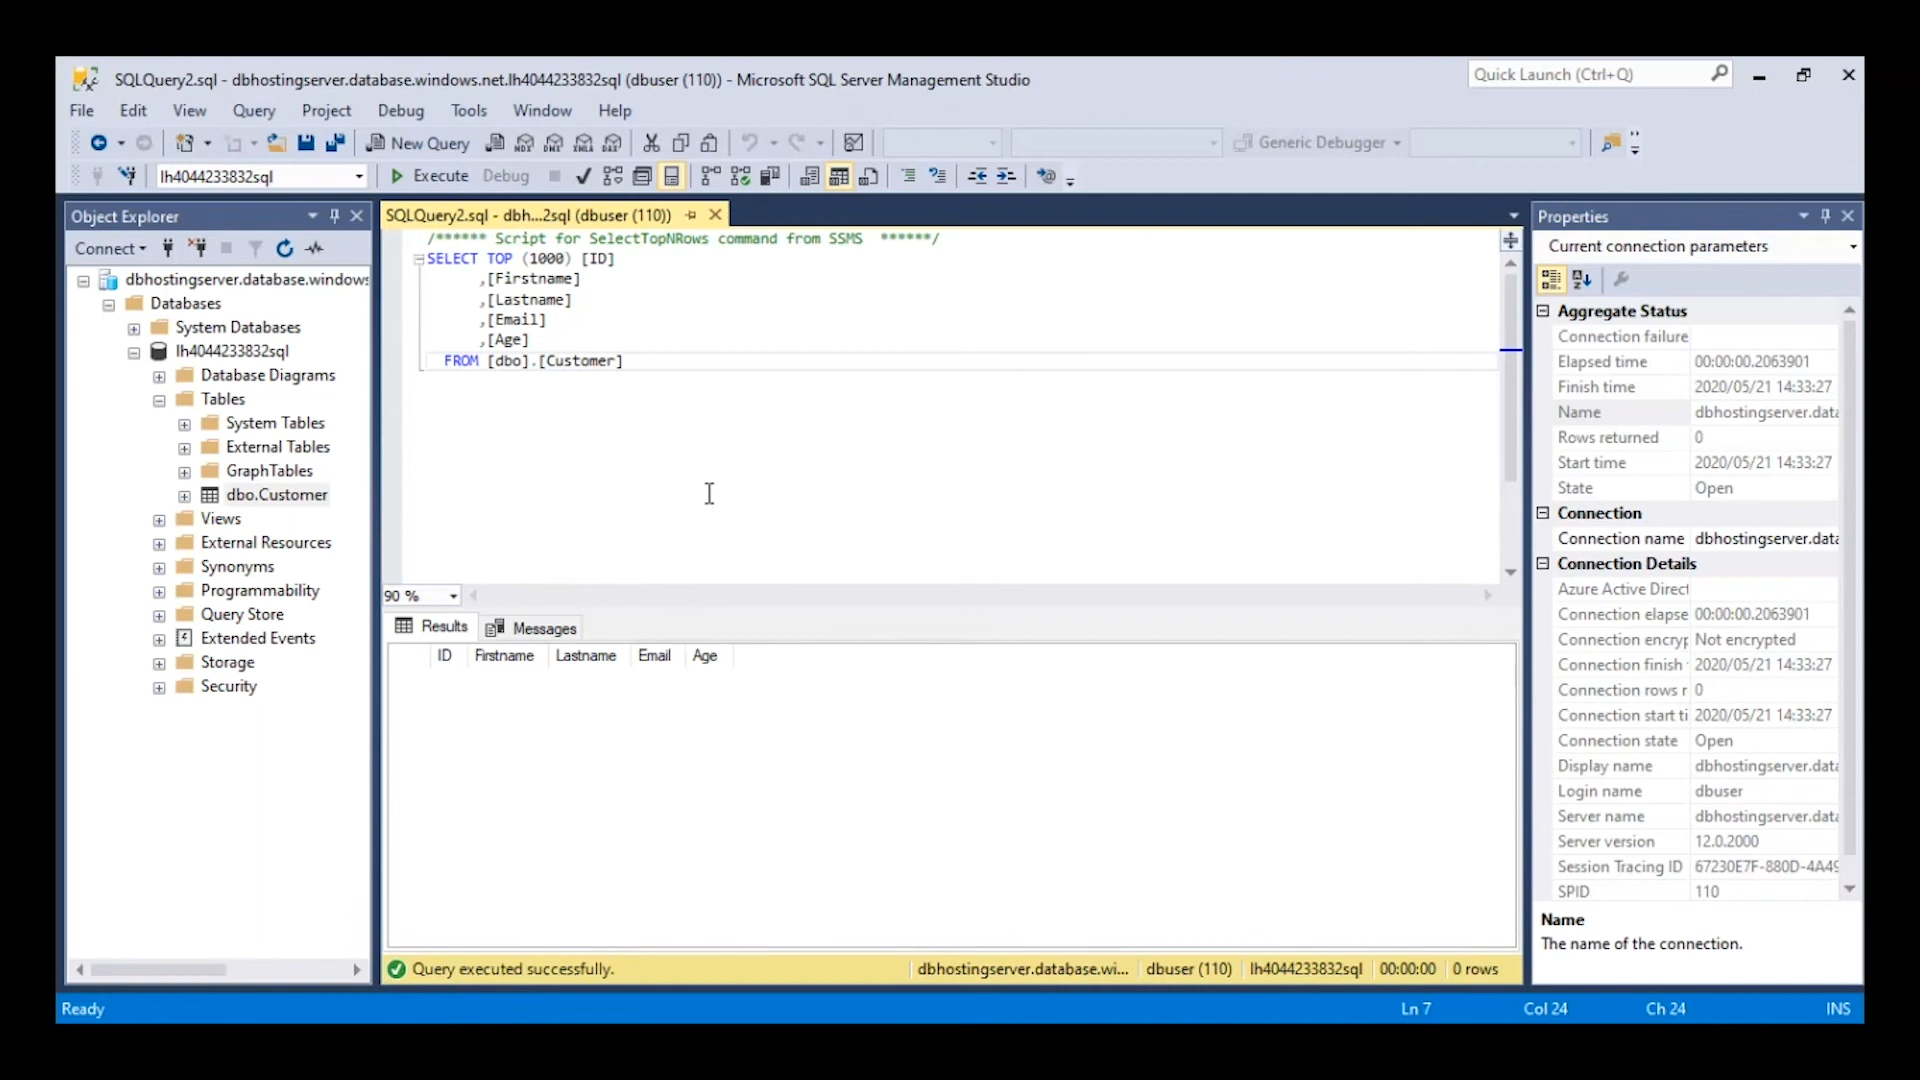 SQLQuery2.sql - dbhostingserver.database.windows.net.lh4044233832sql (dbuser (110)) - Microsoft SQL Server Management Studio
Quick Launch (Ctrl+Q)
File Edit View Query Project Debug Tools Window Help
New Query MDX DMX XMLA DAX Generic Debugger
lh4044233832sql Execute Debug
Object Explorer
Connect
dbhostingserver.database.windows
Databases
System Databases
lh4044233832sql
Database Diagrams
Tables
System Tables
External Tables
GraphTables
dbo.Customer
Views
External Resources
Synonyms
Programmability
Query Store
Extended Events
Storage
Security
SQLQuery2.sql - dbh...2sql (dbuser (110))
/****** Script for SelectTopNRows command from SSMS ******/
SELECT TOP (1000) [ID]
,[Firstname]
,[Lastname]
,[Email]
,[Age]
FROM [dbo].[Customer]
90 %
Results Messages
ID Firstname Lastname Email Age
Query executed successfully. dbhostingserver.database.wi... dbuser (110) lh4044233832sql 00:00:00 0 rows
Properties
Current connection parameters
Aggregate Status
Connection failure
Elapsed time 00:00:00.2063901
Finish time 2020/05/21 14:33:27
Name dbhostingserver.data
Rows returned 0
Start time 2020/05/21 14:33:27
State Open
Connection
Connection name dbhostingserver.data
Connection Details
Azure Active Direct
Connection elapse 00:00:00.2063901
Connection encryp Not encrypted
Connection finish 2020/05/21 14:33:27
Connection rows r 0
Connection start ti 2020/05/21 14:33:27
Connection state Open
Display name dbhostingserver.data
Login name dbuser
Server name dbhostingserver.data
Server version 12.0.2000
Session Tracing ID 67230E7F-880D-4A49
SPID 110
Name
The name of the connection.
Ready Ln 7 Col 24 Ch 24 INS